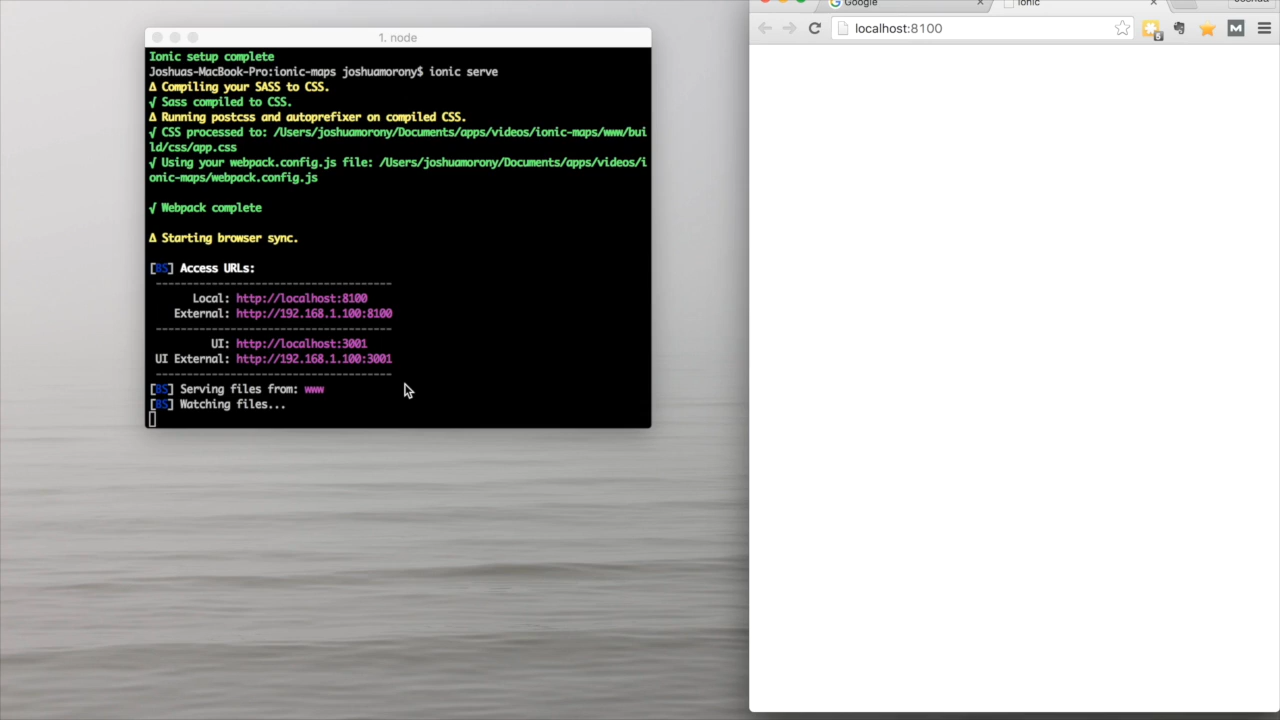 1. node
Ionic setup complete
Joshuas-MacBook-Pro:ionic-maps joshuamorony$ ionic serve
∆ Compiling your SASS to CSS.
√ Sass compiled to CSS.
∆ Running postcss and autoprefixer on compiled CSS.
√ CSS processed to: /Users/joshuamorony/Documents/apps/videos/ionic-maps/www/bui
ld/css/app.css
√ Using your webpack.config.js file: /Users/joshuamorony/Documents/apps/videos/i
onic-maps/webpack.config.js
√ Webpack complete
∆ Starting browser sync.
[BS] Access URLs:
--------------------------------------
Local: http://localhost:8100
External: http://192.168.1.100:8100
--------------------------------------
UI: http://localhost:3001
UI External: http://192.168.1.100:3001
--------------------------------------
[BS] Serving files from: www
[BS] Watching files...
Google
Ionic
Joshua
localhost:8100
5
M